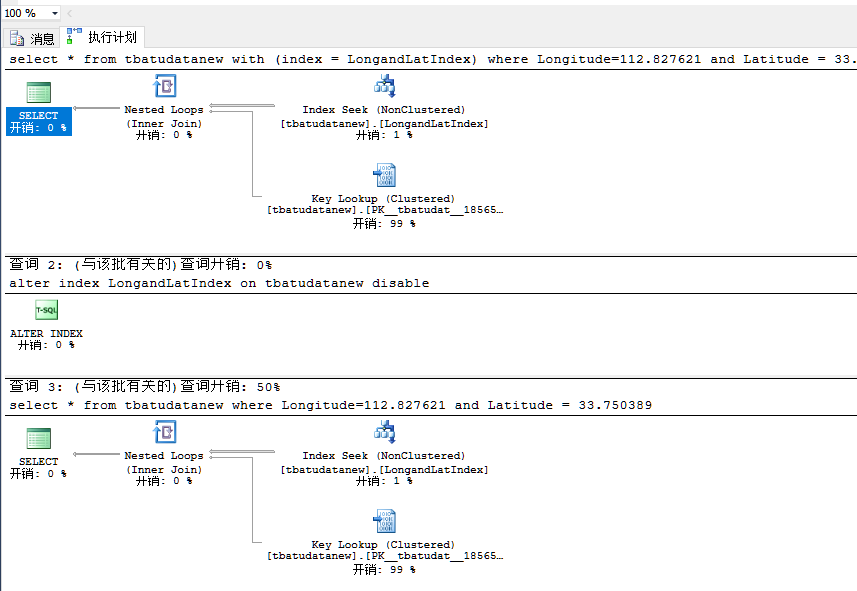 100 %
消息 执行计划
select * from tbatudatanew with (index = LongandLatIndex) where Longitude=112.827621 and Latitude = 33.
SELECT
开销: 0 %
Nested Loops
(Inner Join)
开销: 0 %
Index Seek (NonClustered)
[tbatudatanew].[LongandLatIndex]
开销: 1 %
Key Lookup (Clustered)
[tbatudatanew].[PK__tbatudat__18565…
开销: 99 %
查询 2: (与该批有关的)查询开销: 0%
alter index LongandLatIndex on tbatudatanew disable
T-SQL
ALTER INDEX
开销: 0 %
查询 3: (与该批有关的)查询开销: 50%
select * from tbatudatanew where Longitude=112.827621 and Latitude = 33.750389
SELECT
开销: 0 %
Nested Loops
(Inner Join)
开销: 0 %
Index Seek (NonClustered)
[tbatudatanew].[LongandLatIndex]
开销: 1 %
Key Lookup (Clustered)
[tbatudatanew].[PK__tbatudat__18565…
开销: 99 %